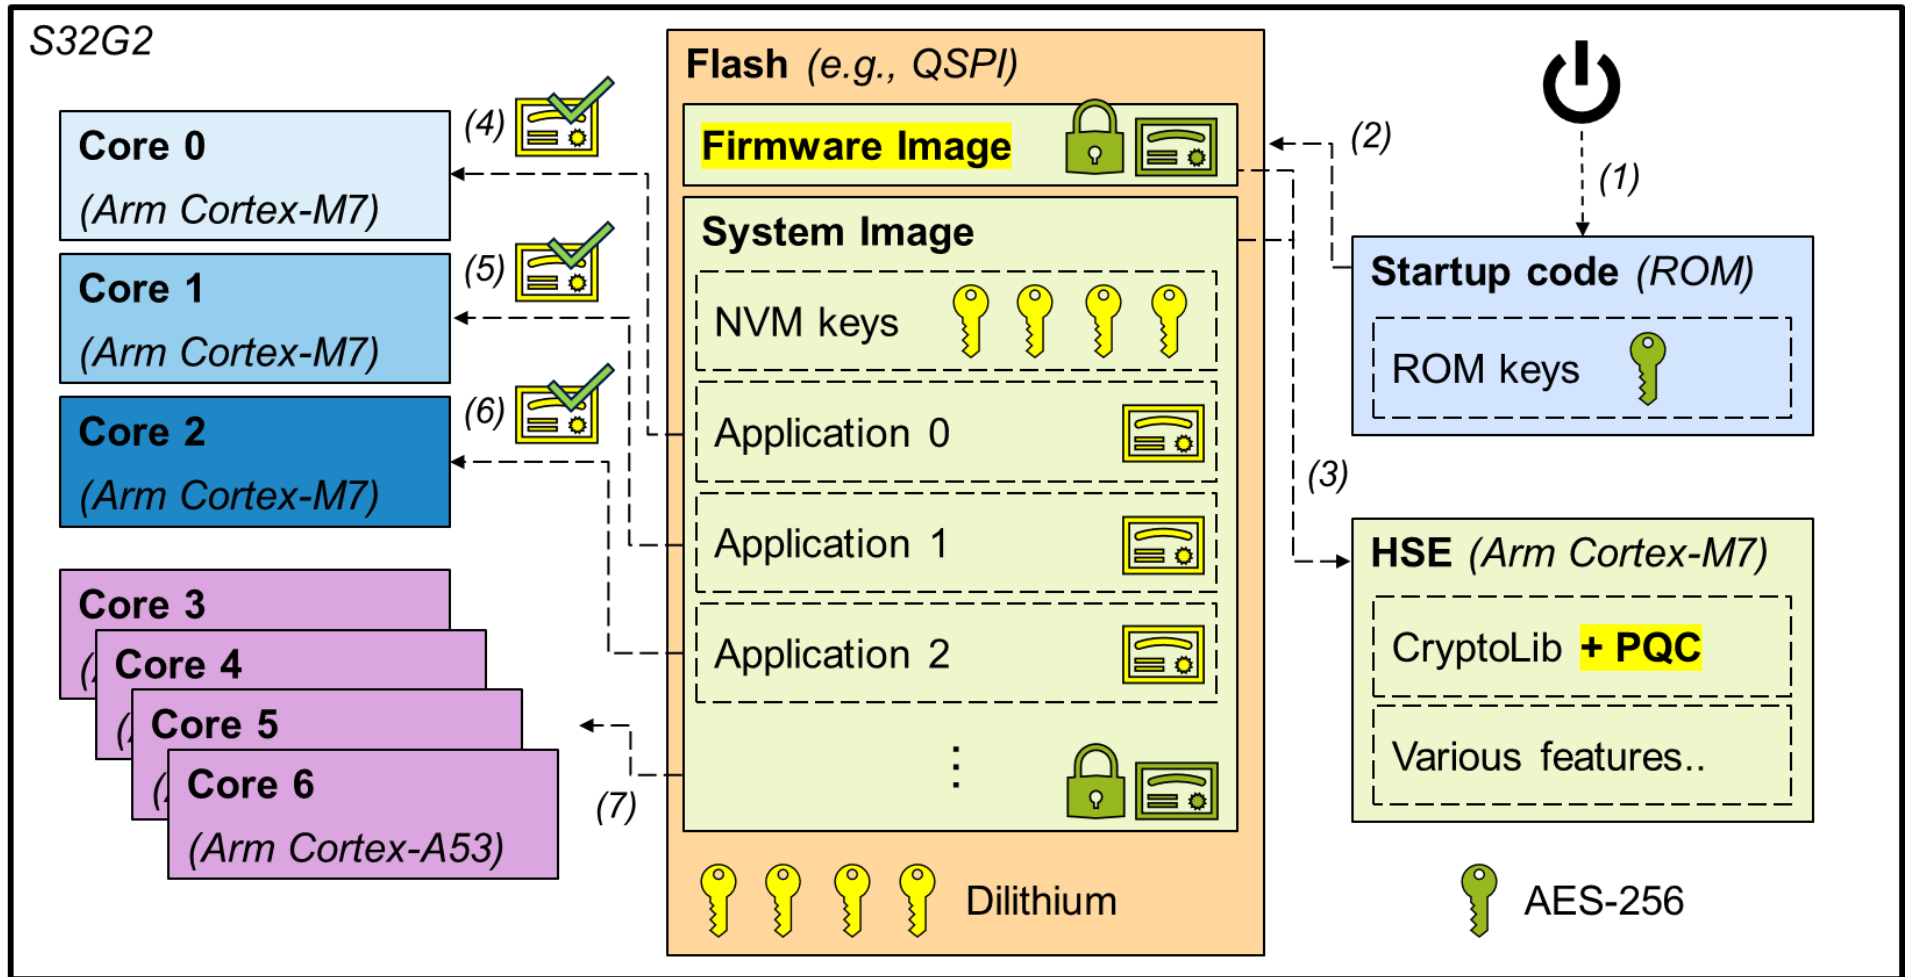 S32G2
Core 0
(Arm Cortex-M7)
(4)
Core 1
(Arm Cortex-M7)
(5)
Core 2
(Arm Cortex-M7)
(6)
Core 3
Core 4
Core 5
Core 6
(Arm Cortex-A53)
(7)
Flash (e.g., QSPI)
Firmware Image
System Image
NVM keys
Application 0
Application 1
Application 2
⋮
Dilithium
(1)
(2)
Startup code (ROM)
ROM keys
(3)
HSE (Arm Cortex-M7)
CryptoLib + PQC
Various features..
AES-256